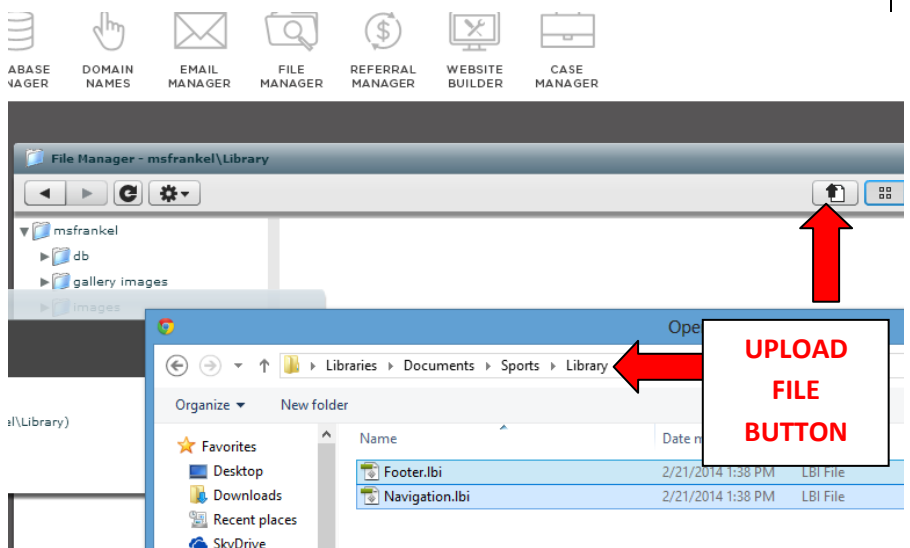 ABASE
NAGER
DOMAIN
NAMES
EMAIL
MANAGER
FILE
MANAGER
REFERRAL
MANAGER
WEBSITE
BUILDER
CASE
MANAGER
File Manager - msfrankel\Library
msfrankel
db
gallery images
images
Ope
Libraries Documents Sports Library
UPLOAD
FILE
BUTTON
Organize New folder
el\Library)
Favorites
Name Date m
Desktop
Footer.lbi 2/21/2014 1:38 PM LBI File
Downloads
Navigation.lbi 2/21/2014 1:38 PM LBI File
Recent places
SkyDrive